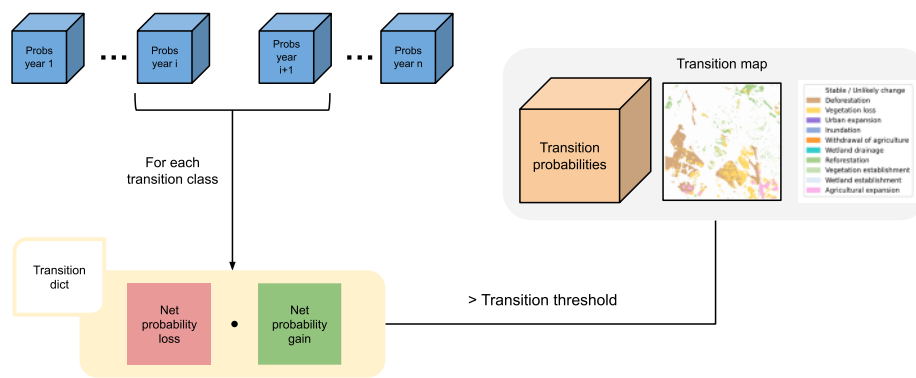 Probs
year 1
...
Probs
year i
Probs
year
i+1
...
Probs
year n
For each
transition class
Transition
dict
Net
probability
loss
•
Net
probability
gain
> Transition threshold
Transition map
Transition
probabilities
Stable / Unlikely change
Deforestation
Vegetation loss
Urban expansion
Inundation
Withdrawal of agriculture
Wetland drainage
Reforestation
Vegetation establishment
Wetland establishment
Agricultural expansion